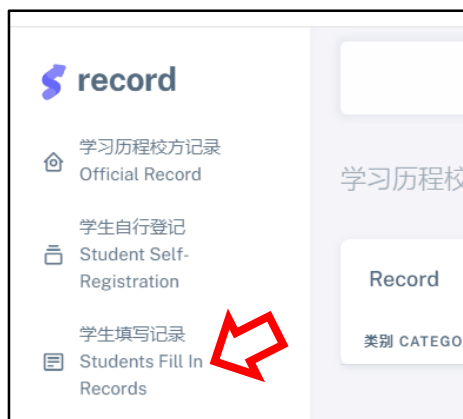 record
学习历程校方记录
Official Record
学生自行登记
Student Self-
Registration
学生填写记录
Students Fill In
Records
学习历程校
Record
类别 CATEGO